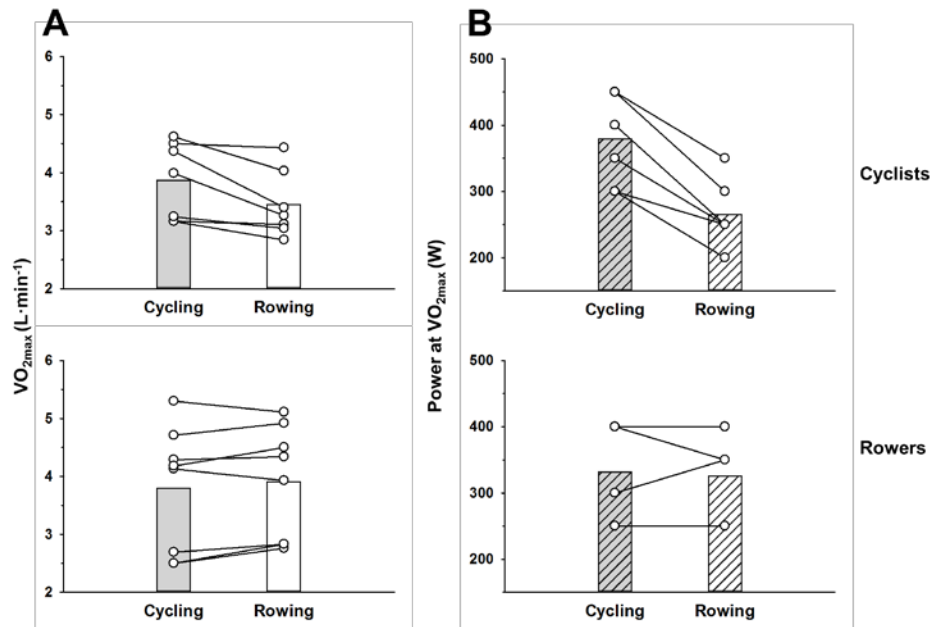 A
B
VO2max (L·min-1)
6
5
4
3
2
Cycling Rowing
Power at VO2max (W)
500
400
300
200
Cycling Rowing
Cyclists
6
5
4
3
2
Cycling Rowing
500
400
300
200
Cycling Rowing
Rowers